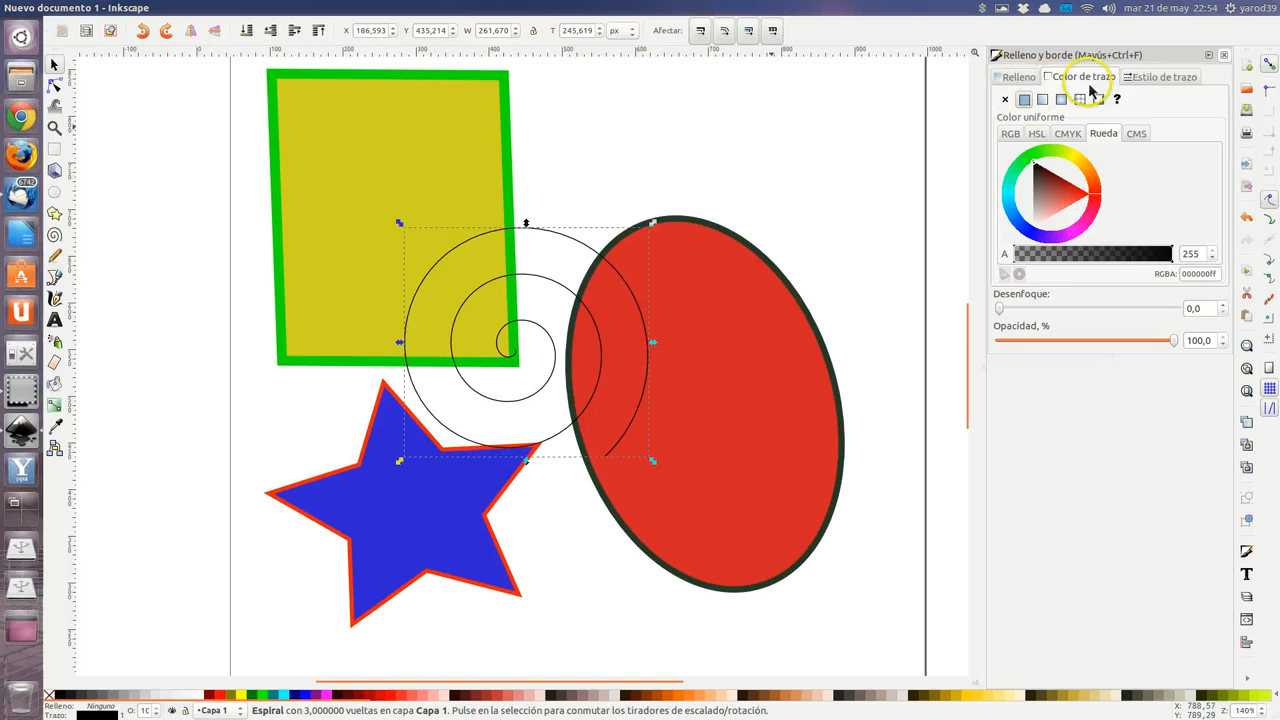 Nuevo documento 1 - Inkscape
mar 21 de may
22:54
yarod39
X
186,593
Y
435,214
W
261,670
T
245,619
px
Afectar:
Relleno y borde (Mayús+Ctrl+F)
Relleno
Color de trazo
Estilo de trazo
?
Color uniforme
RGB
HSL
CMYK
Rueda
CMS
A
255
RGBA:
000000ff
Desenfoque:
0,0
Opacidad, %
100,0
6742
ppa
Relleno:
Ninguno
Trazo:
1
O:
10
Capa 1
Espiral con 3,000000 vueltas en capa Capa 1. Pulse en la selección para conmutar los tiradores de escalado/rotación.
X:
788,57
Y:
789,29
Z:
140%